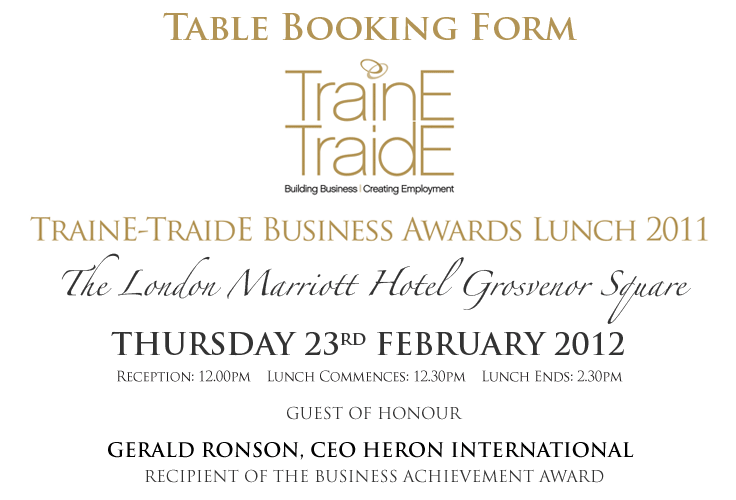 Table Booking Form
TrainE
TraidE
Building Business | Creating Employment
TrainE-TraidE Business Awards Lunch 2011
The London Marriott Hotel Grosvenor Square
THURSDAY 23RD FEBRUARY 2012
Reception: 12.00pm Lunch Commences: 12.30pm Lunch Ends: 2.30pm
GUEST OF HONOUR
GERALD RONSON, CEO HERON INTERNATIONAL
RECIPIENT OF THE BUSINESS ACHIEVEMENT AWARD